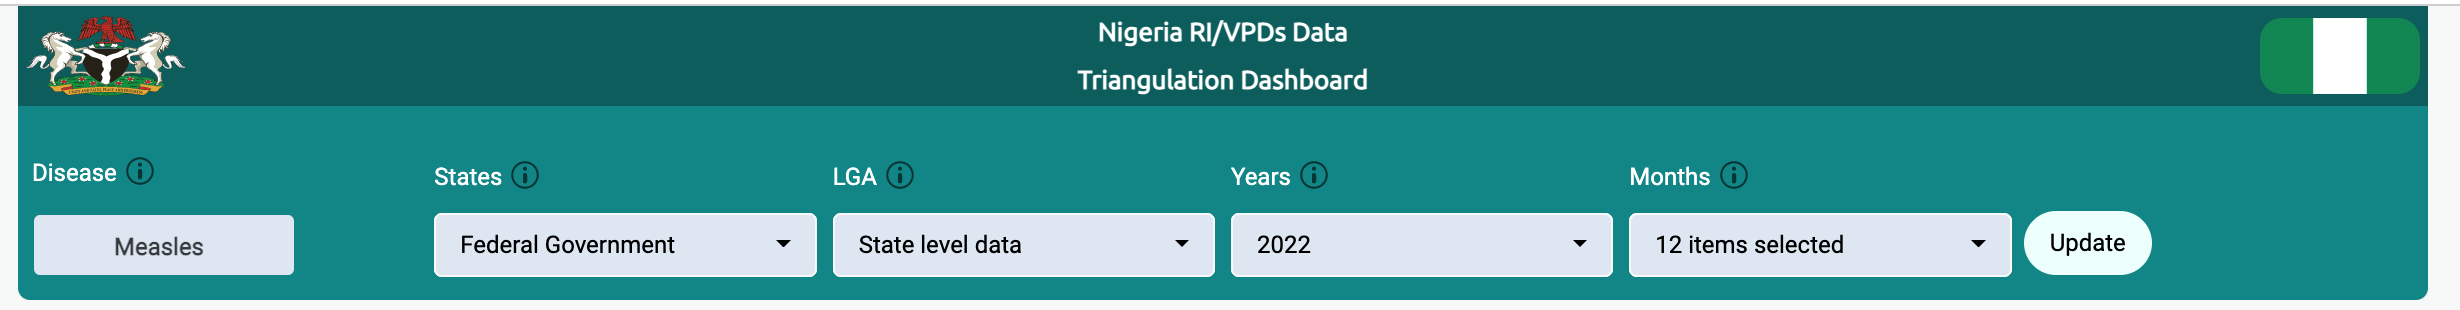 Nigeria RI/VPDs Data
Triangulation Dashboard
Disease
States
LGA
Years
Months
Measles
Federal Government
State level data
2022
12 items selected
Update